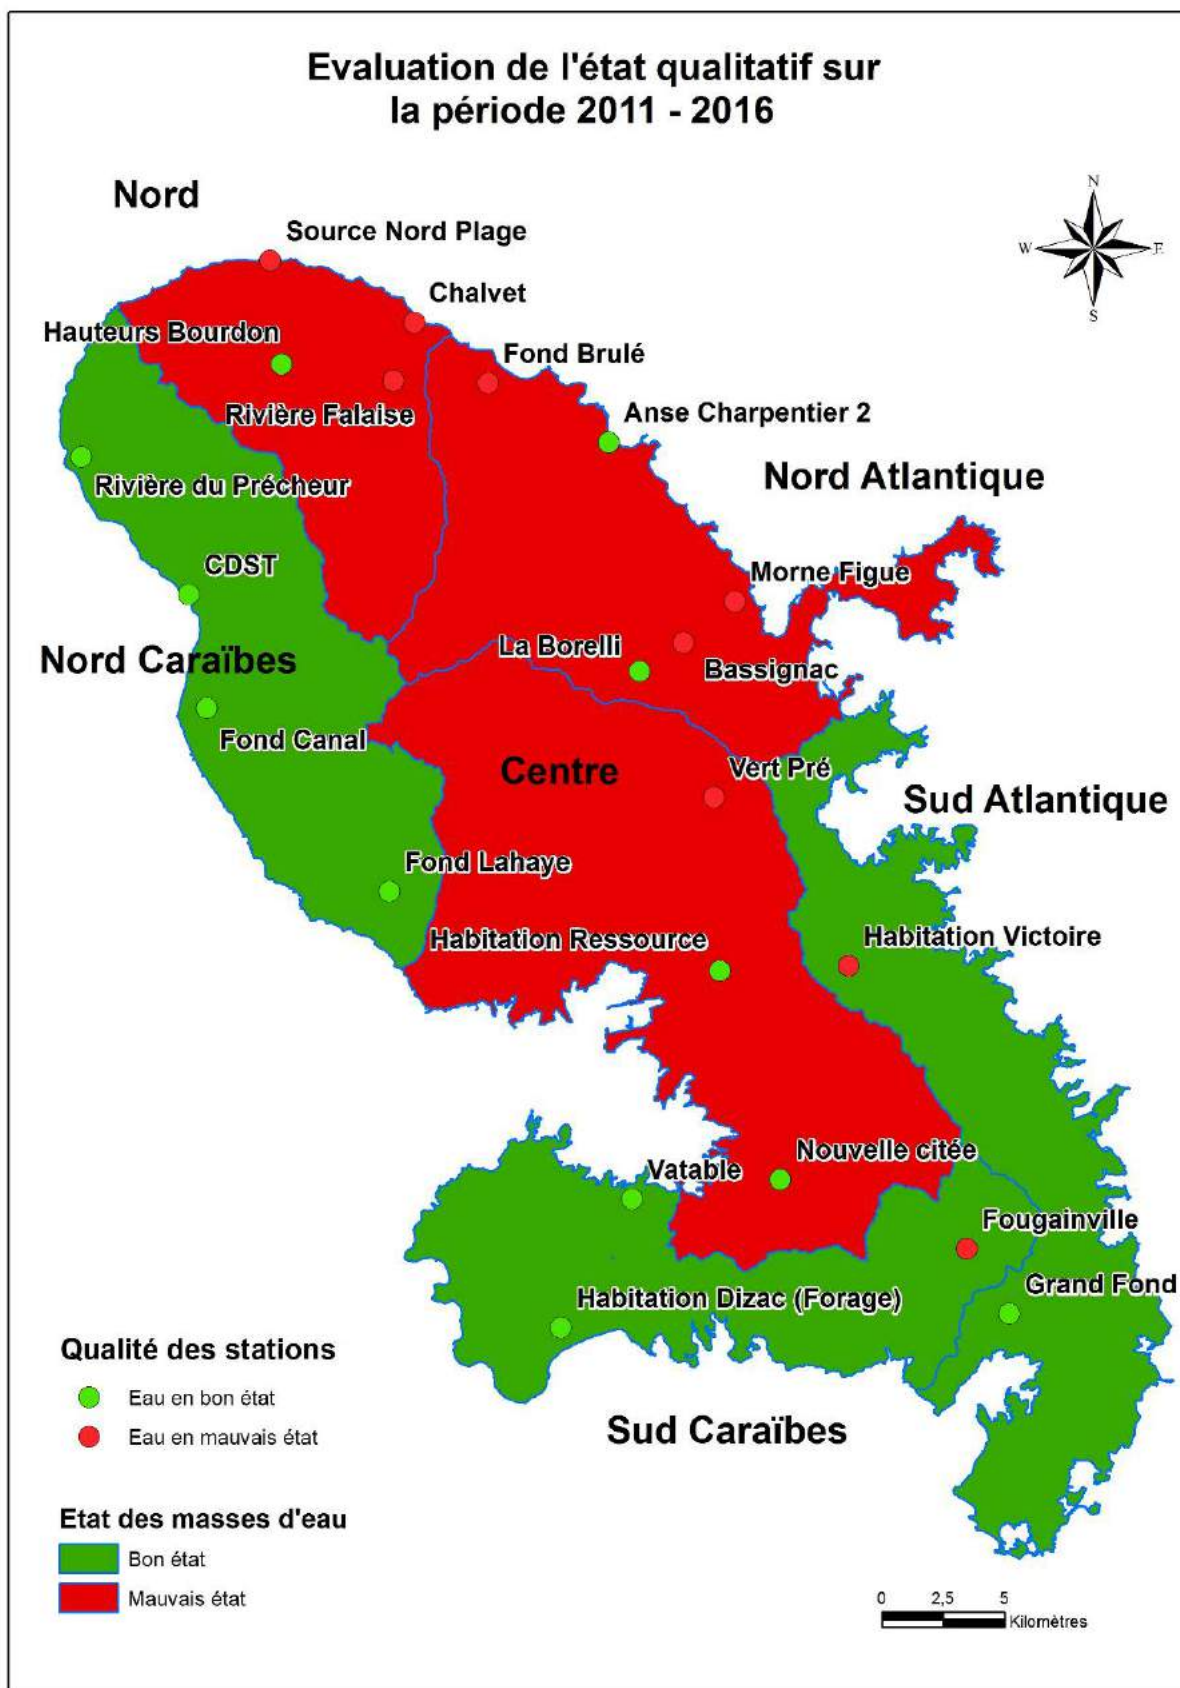 Evaluation de l'état qualitatif sur
la période 2011 - 2016
Nord
N
Source Nord Plage
W
E
Chalvet
S
Hauteurs Bourdon
Fond Brulé
Rivière Falaise
Anse Charpentier 2
Nord Atlantique
Rivière du Précheur
CDST
Morne Figue
Nord Caraïbes
La Borelli
Bassignac
Fond Canal
Centre
Vert Pré
Sud Atlantique
Fond Lahaye
Habitation Ressource
Habitation Victoire
Nouvelle citée
Vatable
Fougainville
Grand Fond
Habitation Dizac (Forage)
Qualité des stations
Eau en bon état
Sud Caraïbes
Eau en mauvais état
Etat des masses d'eau
Bon état
Mauvais état
0 2,5 5
Kilomètres